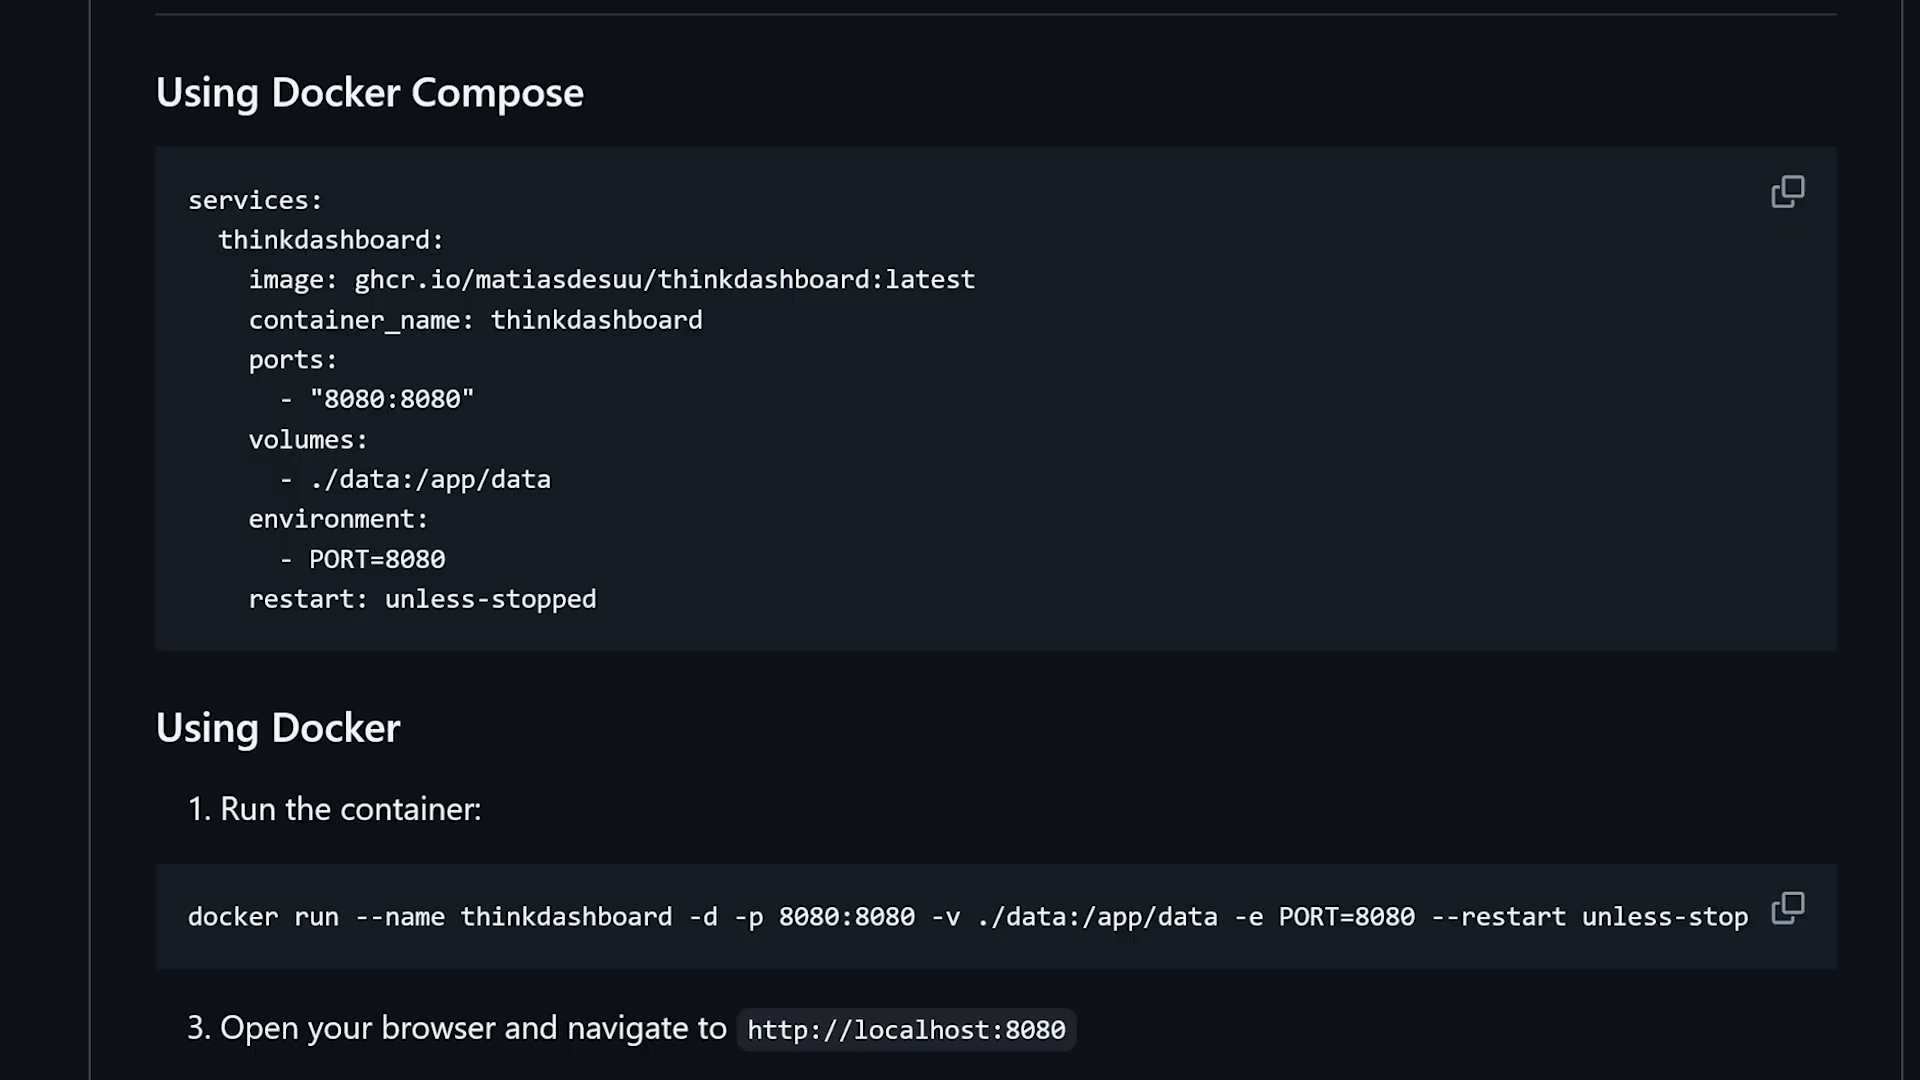 Using Docker Compose
services:
  thinkdashboard:
    image: ghcr.io/matiasdesuu/thinkdashboard:latest
    container_name: thinkdashboard
    ports:
      - "8080:8080"
    volumes:
      - ./data:/app/data
    environment:
      - PORT=8080
    restart: unless-stopped
Using Docker
1. Run the container:
docker run --name thinkdashboard -d -p 8080:8080 -v ./data:/app/data -e PORT=8080 --restart unless-stop
3. Open your browser and navigate to http://localhost:8080